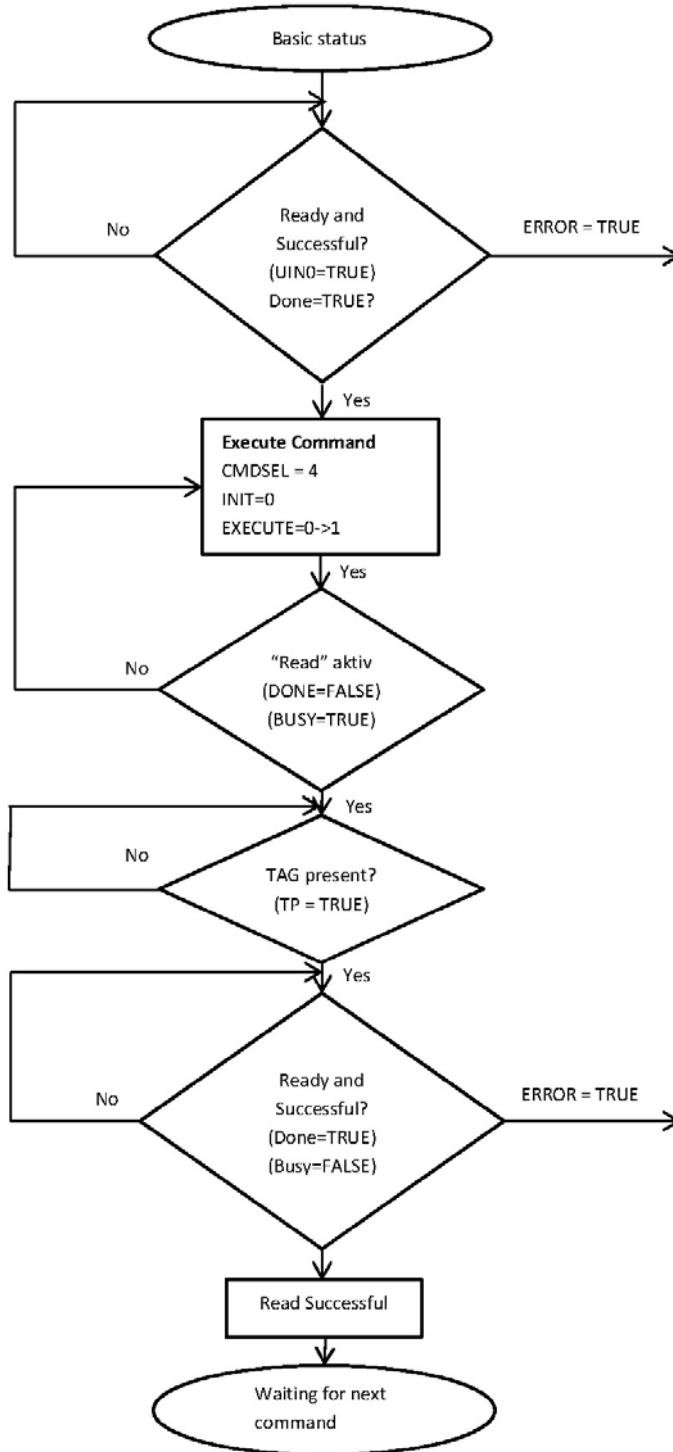 Basic status
No
Ready and
Successful?
(UIN0=TRUE)
Done=TRUE?
ERROR = TRUE
Yes
Execute Command
CMDSEL = 4
INIT=0
EXECUTE=0->1
Yes
No
“Read” aktiv
(DONE=FALSE)
(BUSY=TRUE)
Yes
No
TAG present?
(TP = TRUE)
Yes
No
Ready and
Successful?
(Done=TRUE)
(Busy=FALSE)
ERROR = TRUE
Read Successful
Waiting for next
command